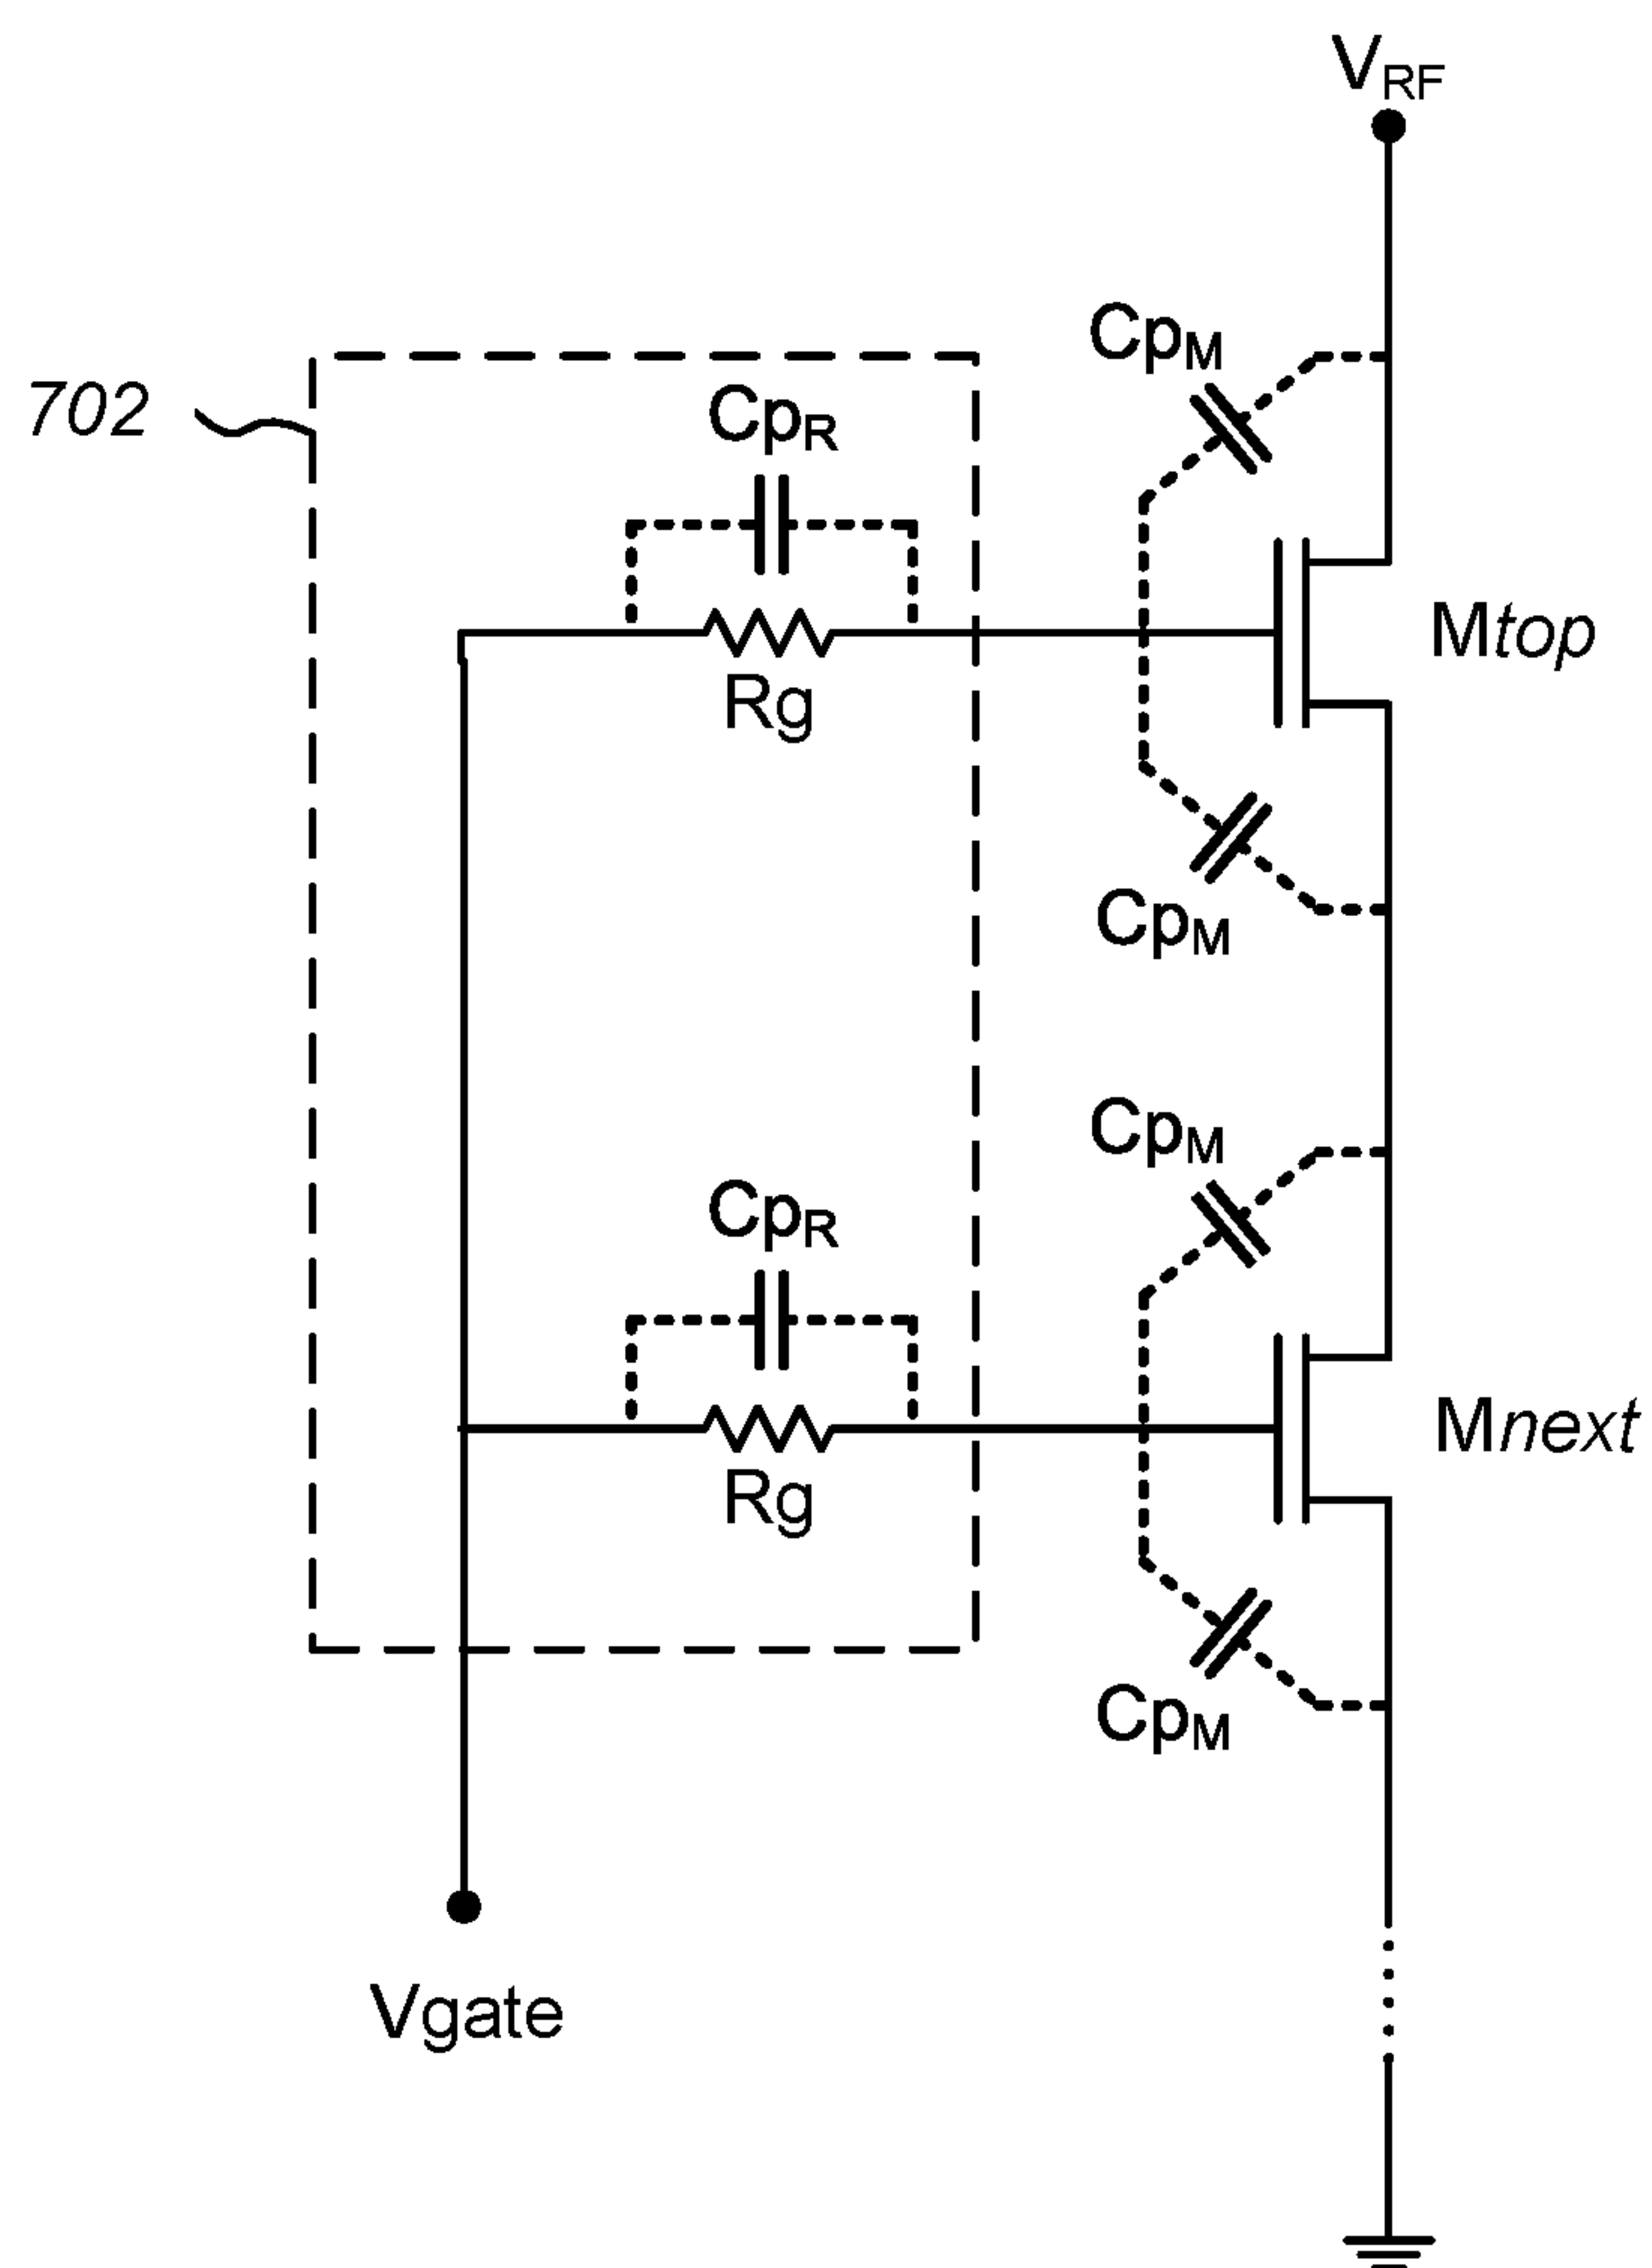 V_RF
Cp_M
702
Cp_R
Mtop
Rg
Cp_M
Cp_M
Cp_R
Mnext
Rg
Cp_M
Vgate